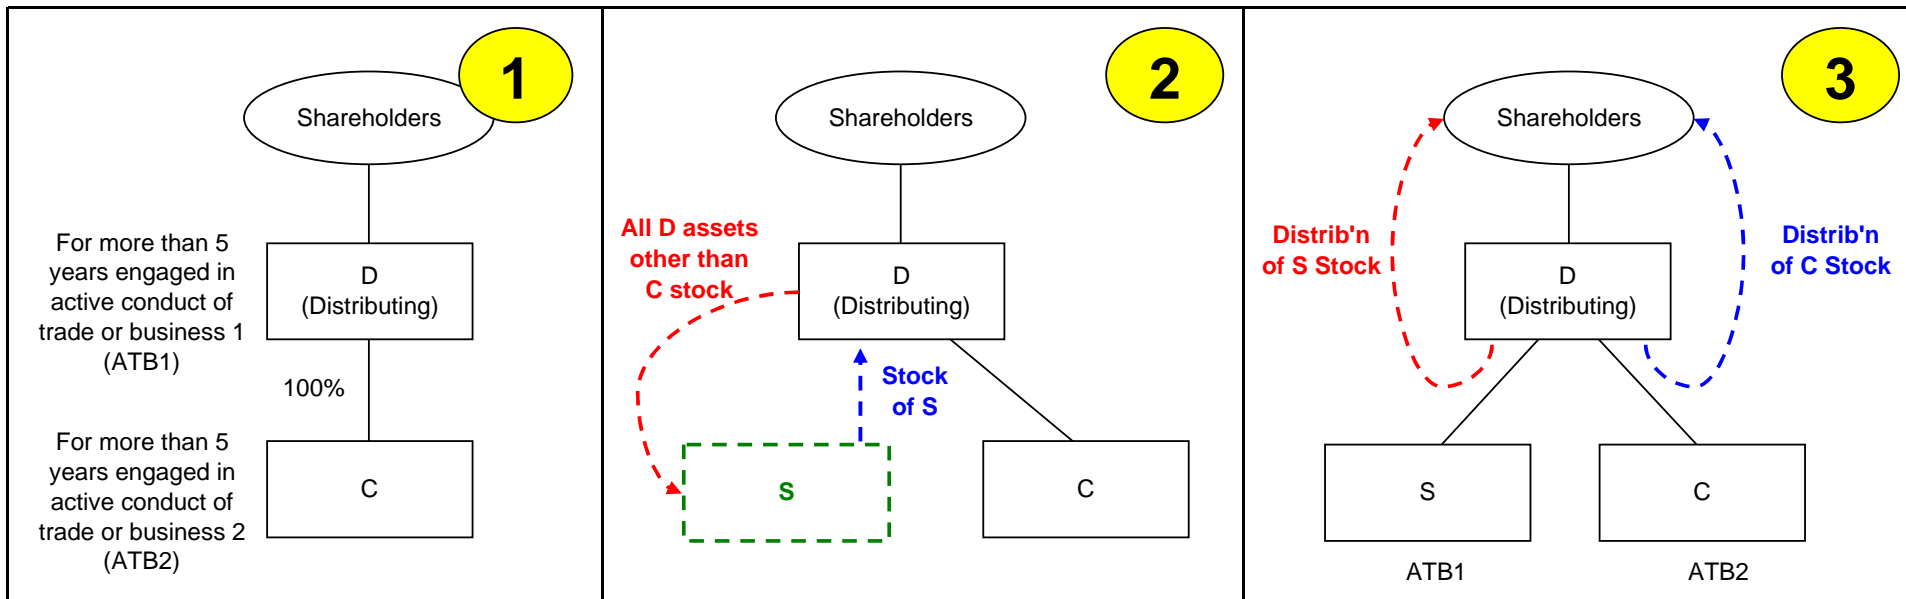 1
Shareholders
For more than 5
years engaged in
active conduct of
trade or business 1
(ATB1)
D
(Distributing)
100%
For more than 5
years engaged in
active conduct of
trade or business 2
(ATB2)
C
2
Shareholders
All D assets
other than
C stock
D
(Distributing)
Stock
of S
S
C
3
Shareholders
Distrib'n
of S Stock
Distrib'n
of C Stock
D
(Distributing)
S
C
ATB1
ATB2